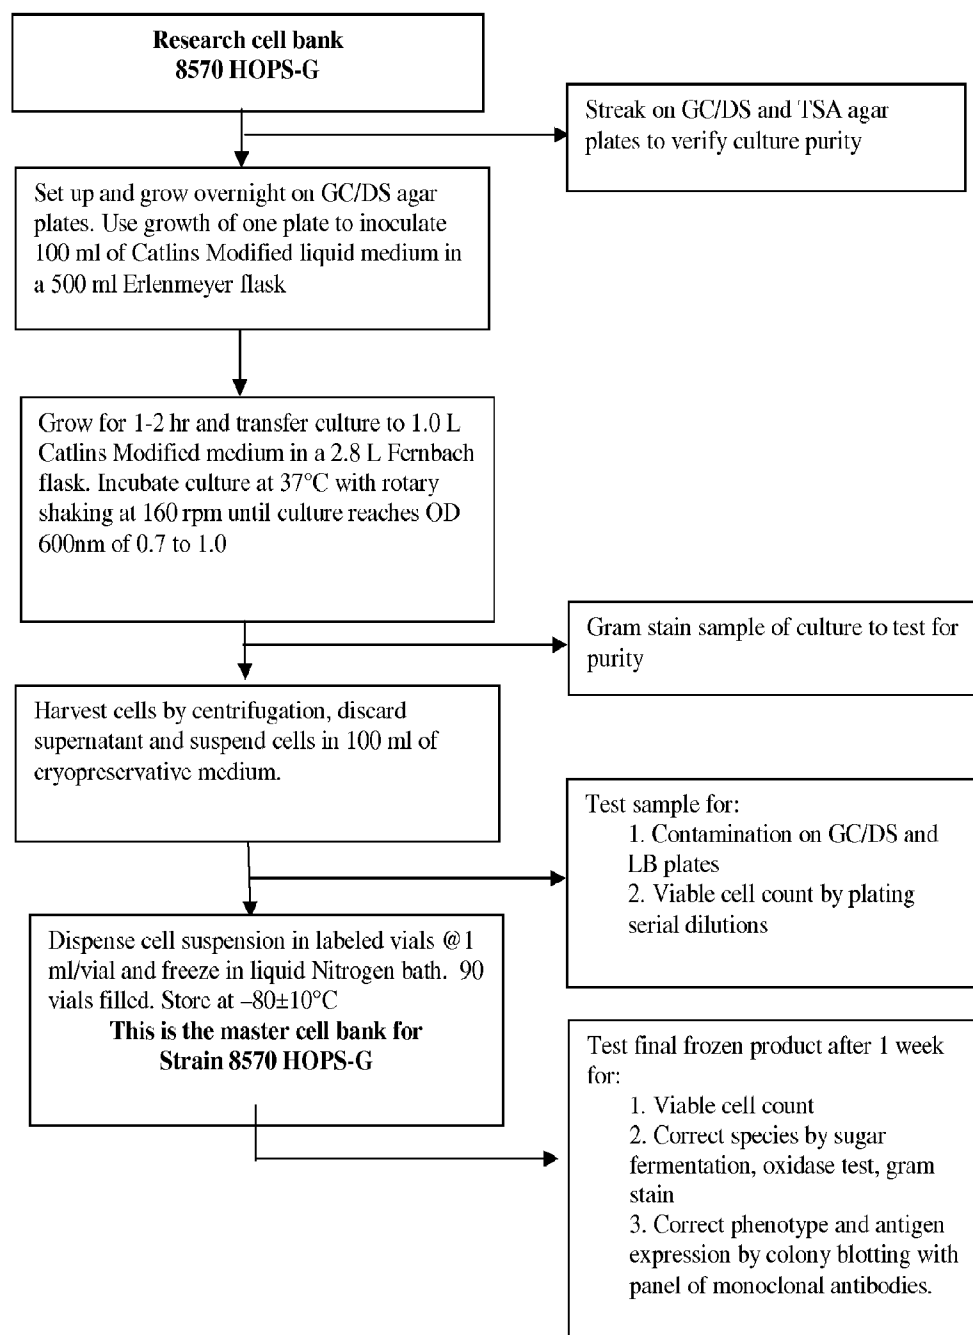 Research cell bank
8570 HOPS-G
Streak on GC/DS and TSA agar
plates to verify culture purity
Set up and grow overnight on GC/DS agar
plates. Use growth of one plate to inoculate
100 ml of Catlins Modified liquid medium in
a 500 ml Erlenmeyer flask
Grow for 1-2 hr and transfer culture to 1.0 L
Catlins Modified medium in a 2.8 L Fernbach
flask. Incubate culture at 37°C with rotary
shaking at 160 rpm until culture reaches OD
600nm of 0.7 to 1.0
Gram stain sample of culture to test for
purity
Harvest cells by centrifugation, discard
supernatant and suspend cells in 100 ml of
cryopreservative medium.
Test sample for:
1. Contamination on GC/DS and
LB plates
2. Viable cell count by plating
serial dilutions
Dispense cell suspension in labeled vials @1
ml/vial and freeze in liquid Nitrogen bath. 90
vials filled. Store at –80±10°C
This is the master cell bank for
Strain 8570 HOPS-G
Test final frozen product after 1 week
for:
1. Viable cell count
2. Correct species by sugar
fermentation, oxidase test, gram
stain
3. Correct phenotype and antigen
expression by colony blotting with
panel of monoclonal antibodies.